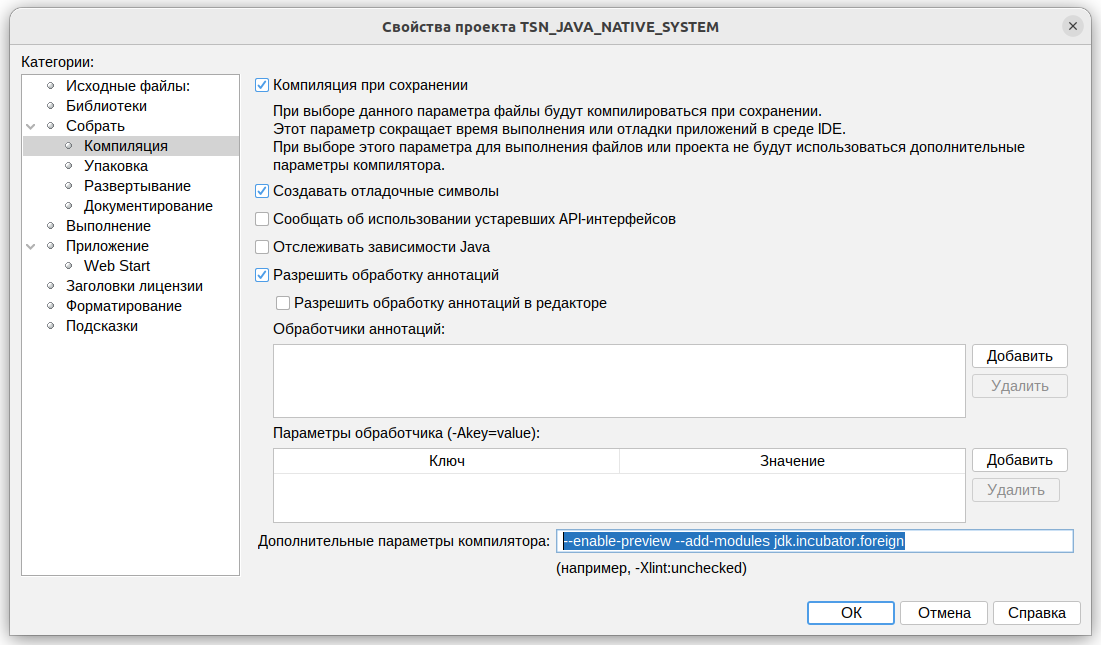 Свойства проекта TSN_JAVA_NATIVE_SYSTEM
Категории:
Исходные файлы:
Библиотеки
Собрать
Компиляция
Упаковка
Развертывание
Документирование
Выполнение
Приложение
Web Start
Заголовки лицензии
Форматирование
Подсказки
Компиляция при сохранении
При выборе данного параметра файлы будут компилироваться при сохранении.
Этот параметр сокращает время выполнения или отладки приложений в среде IDE.
При выборе этого параметра для выполнения файлов или проекта не будут использоваться дополнительные
параметры компилятора.
Создавать отладочные символы
Сообщать об использовании устаревших API-интерфейсов
Отслеживать зависимости Java
Разрешить обработку аннотаций
Разрешить обработку аннотаций в редакторе
Обработчики аннотаций:
Добавить
Удалить
Параметры обработчика (-Akey=value):
Ключ Значение
Добавить
Удалить
Дополнительные параметры компилятора: --enable-preview --add-modules jdk.incubator.foreign
(например, -Xlint:unchecked)
ОК Отмена Справка